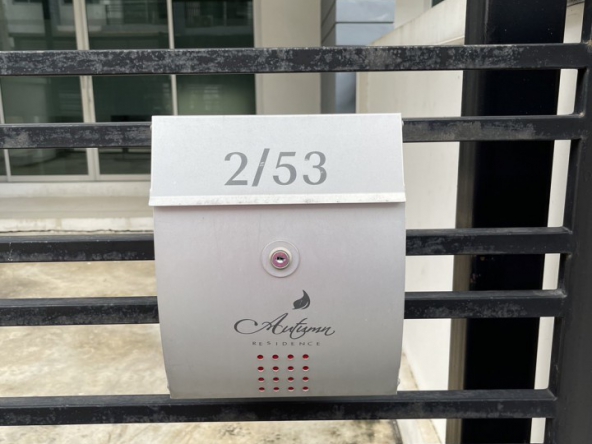 2/53
Autumn
RESIDENCE